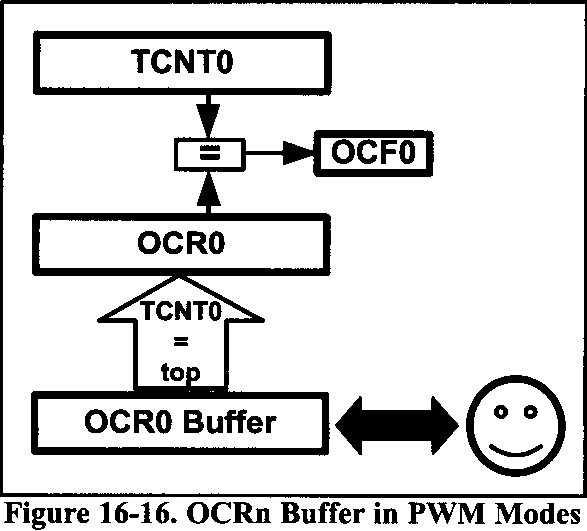 TCNT0
=
OCF0
OCR0
TCNT0
=
top
OCR0 Buffer
Figure 16-16. OCRn Buffer in PWM Modes